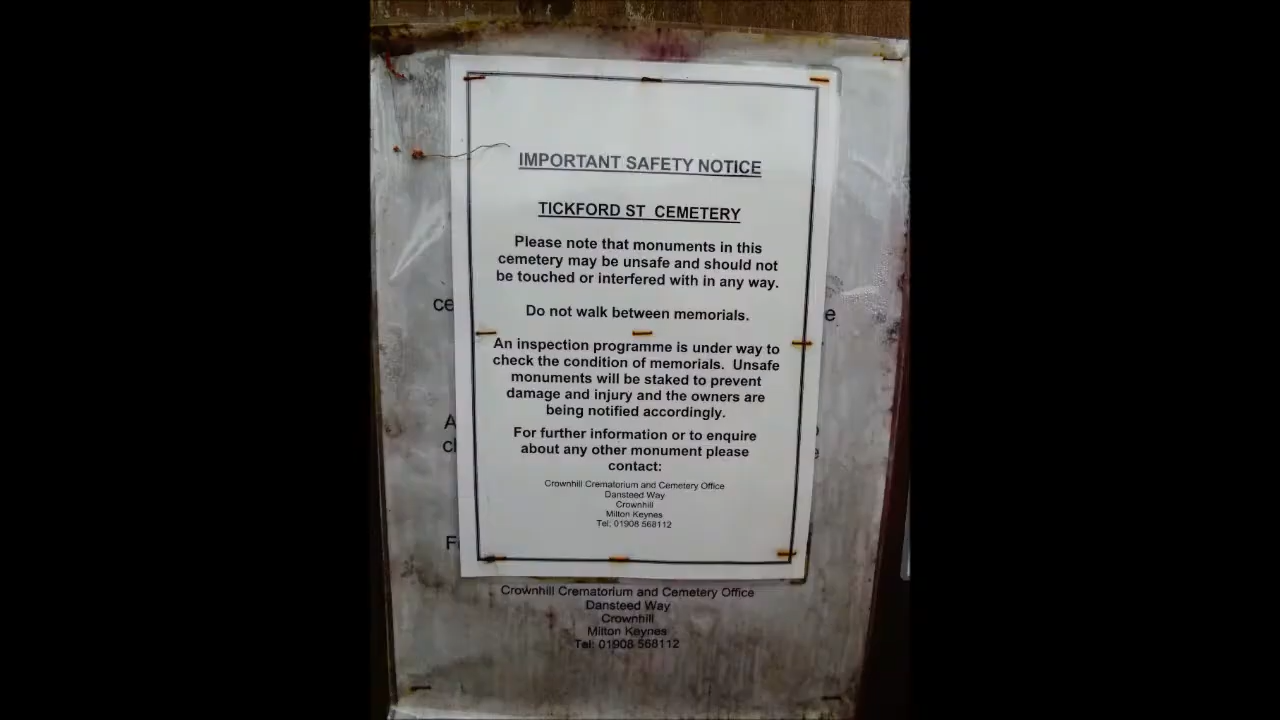 IMPORTANT SAFETY NOTICE
TICKFORD ST CEMETERY
Please note that monuments in this
cemetery may be unsafe and should not
be touched or interfered with in any way.
Do not walk between memorials.
An inspection programme is under way to
check the condition of memorials. Unsafe
monuments will be staked to prevent
damage and injury and the owners are
being notified accordingly.
For further information or to enquire
about any other monument please
contact:
Crownhill Crematorium and Cemetery Office
Dansteed Way
Crownhill
Milton Keynes
Tel: 01908 568112
Crownhill Crematorium and Cemetery Office
Dansteed Way
Crownhill
Milton Keynes
Tel: 01908 568112